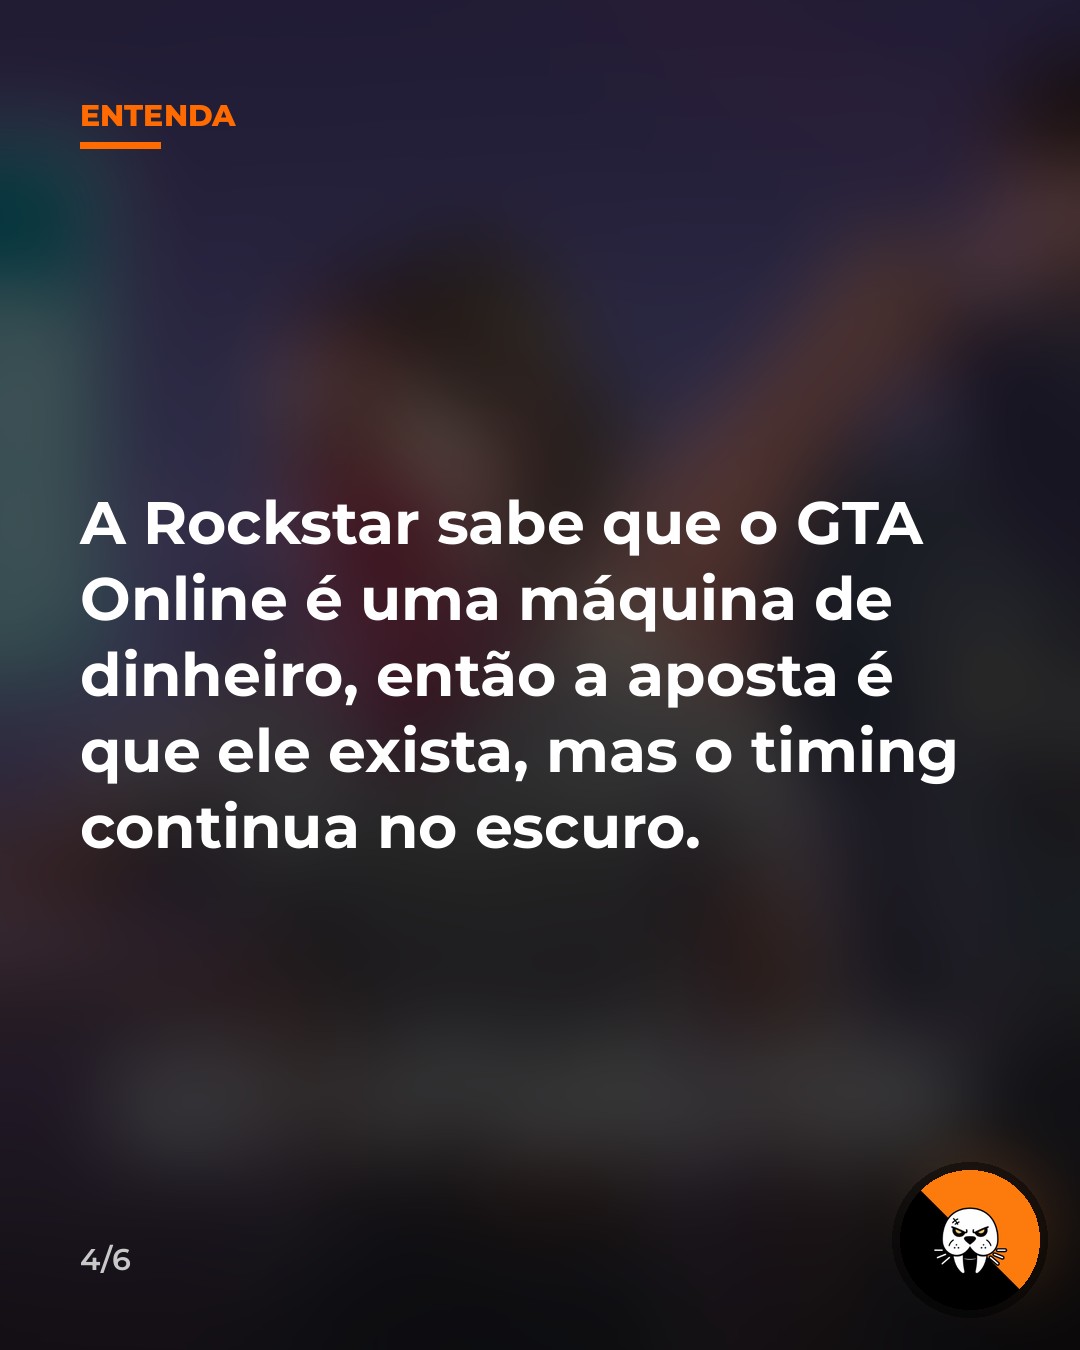 ENTENDA
A Rockstar sabe que o GTA
Online é uma máquina de
dinheiro, então a aposta é
que ele exista, mas o timing
continua no escuro.
4/6